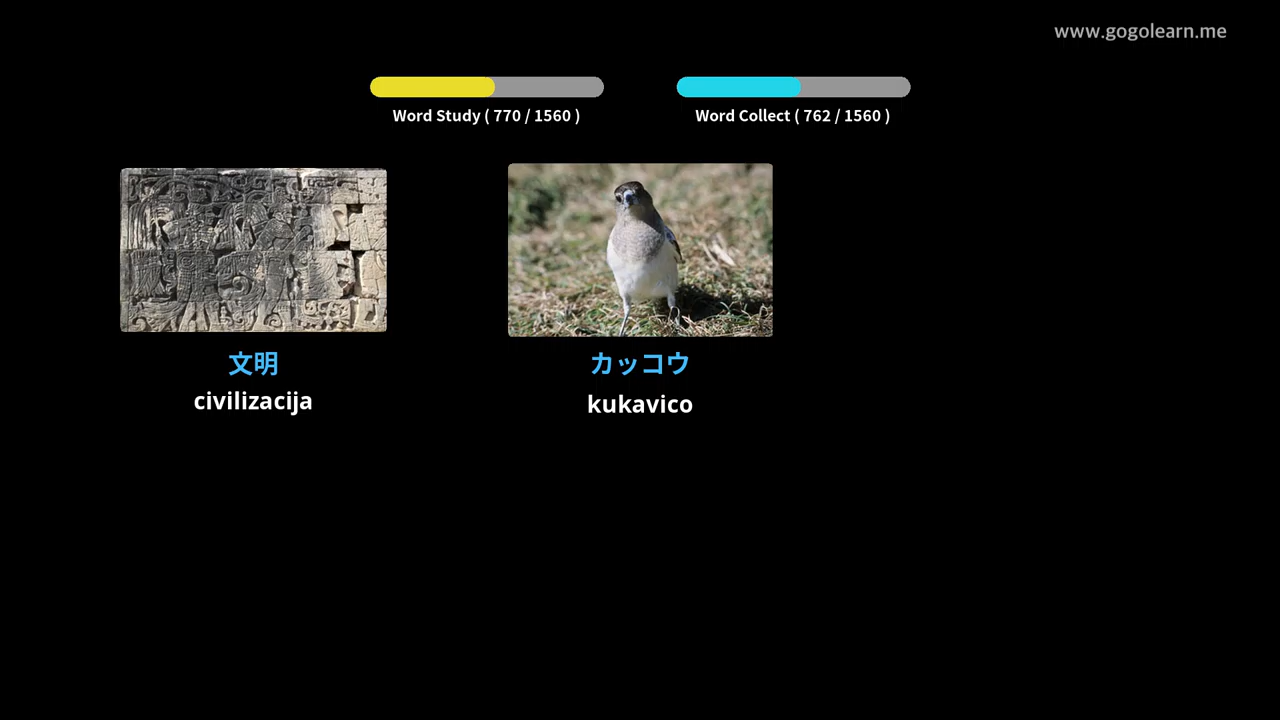 www.gogolearn.me
Word Study ( 770 / 1560 )
Word Collect ( 762 / 1560 )
文明
civilizacija
カッコウ
kukavico